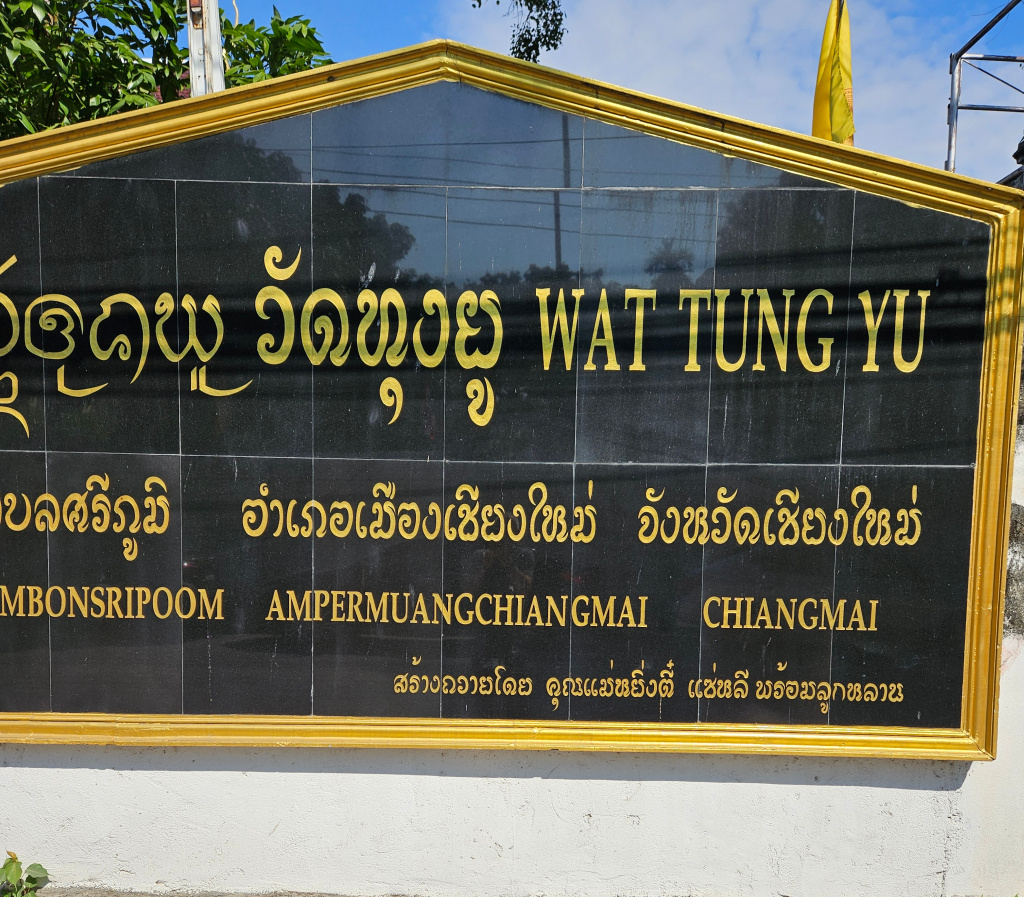 วัดทุงยู WAT TUNG YU
บลศรีภูมิ อำเภอเมืองเชียงใหม่ จังหวัดเชียงใหม่
MBONSRIPOOM AMPERMUANGCHIANGMAI CHIANGMAI
สร้างถวายโดย คุณแม่หยิ่งตี่ แซ่หลี พร้อมลูกหลาน